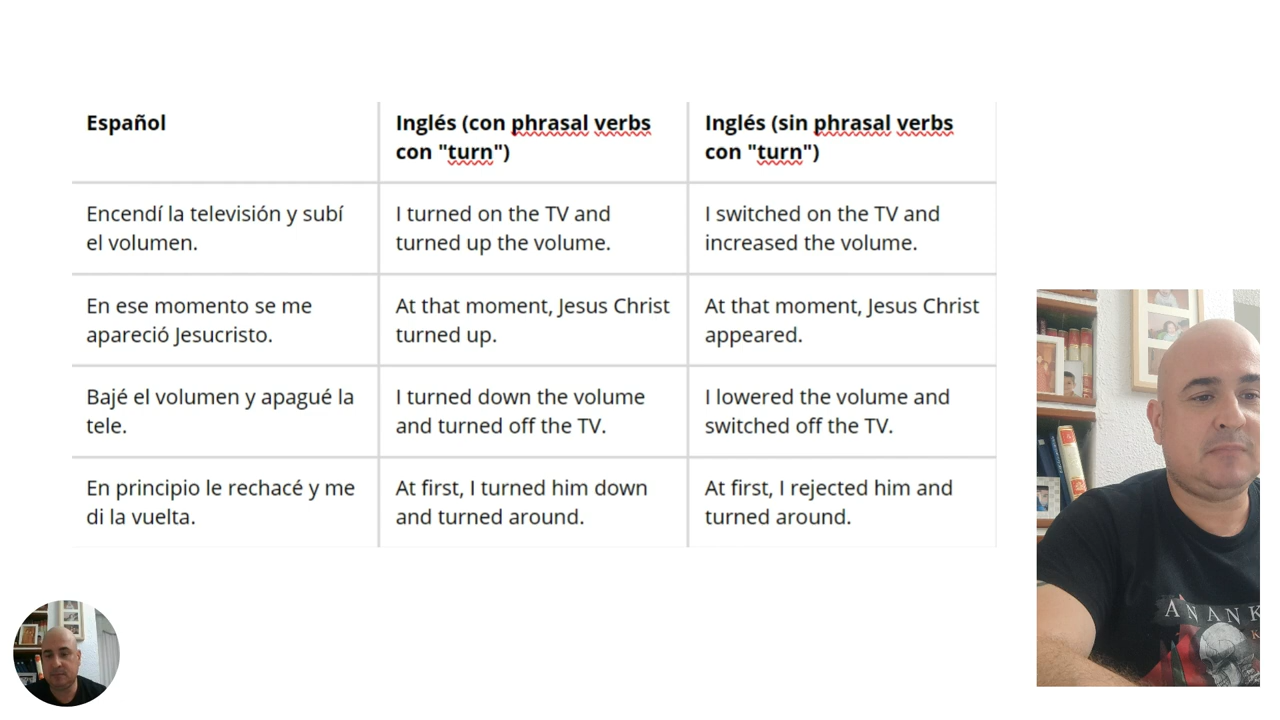 Español
Inglés (con phrasal verbs
con "turn")
Inglés (sin phrasal verbs
con "turn")
Encendí la televisión y subí
el volumen.
I turned on the TV and
turned up the volume.
I switched on the TV and
increased the volume.
En ese momento se me
apareció Jesucristo.
At that moment, Jesus Christ
turned up.
At that moment, Jesus Christ
appeared.
Bajé el volumen y apagué la
tele.
I turned down the volume
and turned off the TV.
I lowered the volume and
switched off the TV.
En principio le rechacé y me
di la vuelta.
At first, I turned him down
and turned around.
At first, I rejected him and
turned around.
ANANK